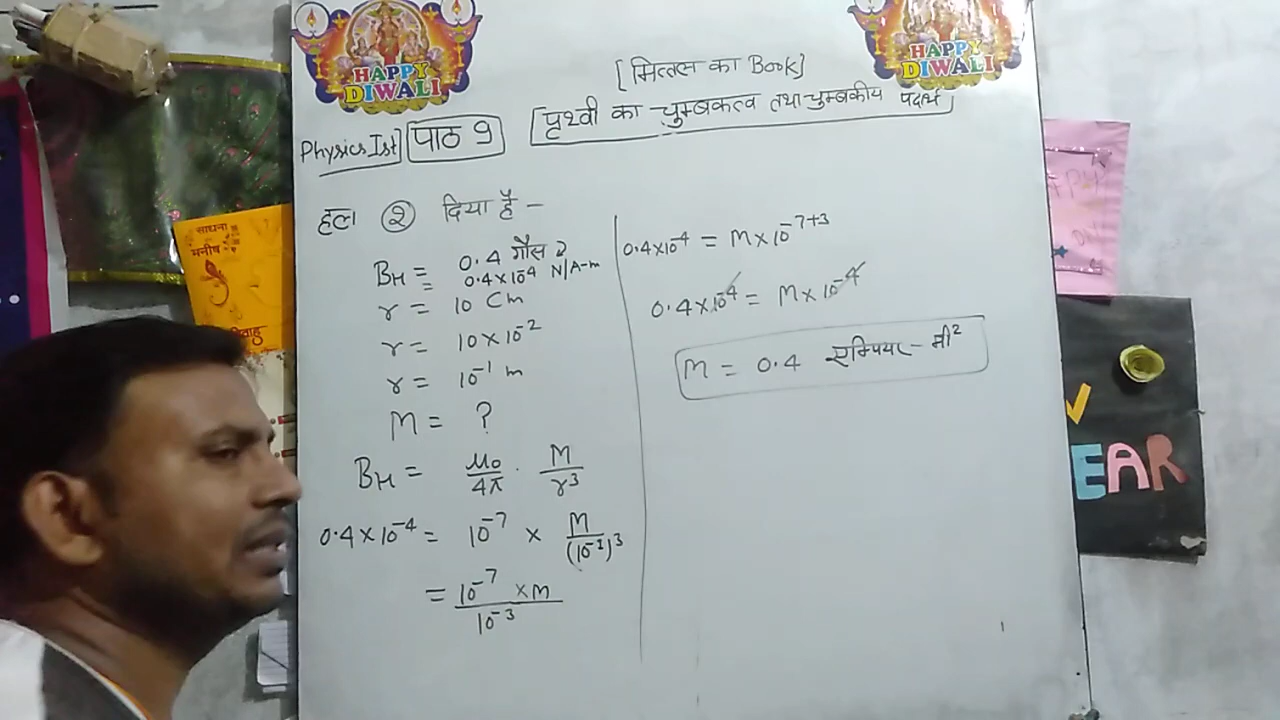 HAPPY
DIWALI
HAPPY
DIWALI
[मित्तल का Book]
Physics Ist] पाठ 9 [पृथ्वी का चुम्बकत्व तथा चुम्बकीय पदार्थ]
हल ② दिया है -
B_H = 0.4 गौस
= 0.4×10⁻⁴ N/A-m
r = 10 Cm
r = 10×10⁻²
r = 10⁻¹ m
M = ?
B_H = μ₀/4π · M/r³
0.4×10⁻⁴ = 10⁻⁷ × M/(10⁻¹)³
= 10⁻⁷ × M/10⁻³
0.4×10⁻⁴ = M×10⁻⁷⁺³
0.4×10⁻⁴ = M×10⁻⁴
M = 0.4 एम्पियर - मी²
साधना
मनीष
EAR